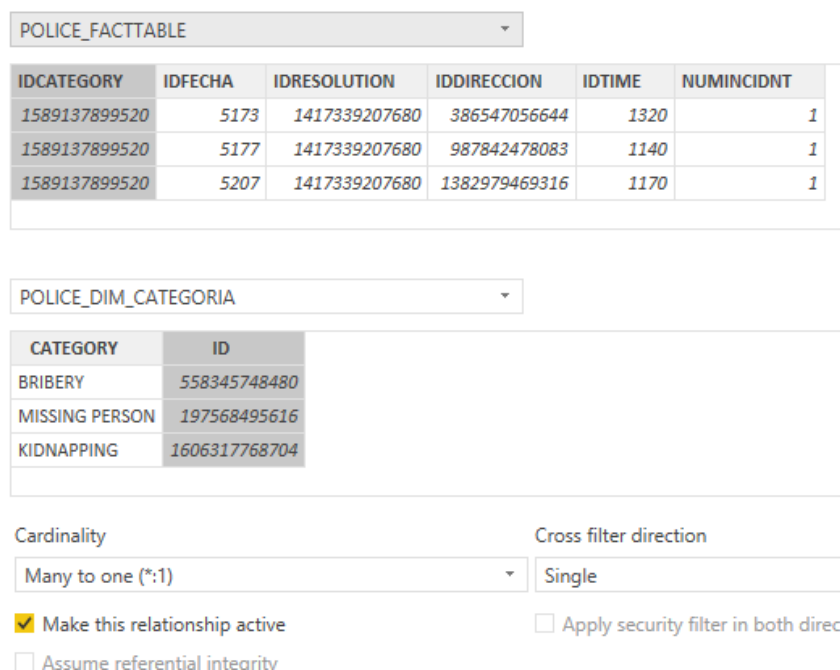 POLICE_FACTTABLE
IDCATEGORY IDFECHA IDRESOLUTION IDDIRECCION IDTIME NUMINCIDNT
1589137899520 5173 1417339207680 386547056644 1320 1
1589137899520 5177 1417339207680 987842478083 1140 1
1589137899520 5207 1417339207680 1382979469316 1170 1
POLICE_DIM_CATEGORIA
CATEGORY ID
BRIBERY 558345748480
MISSING PERSON 197568495616
KIDNAPPING 1606317768704
Cardinality Cross filter direction
Many to one (*:1) Single
Make this relationship active Apply security filter in both direc
Assume referential integrity